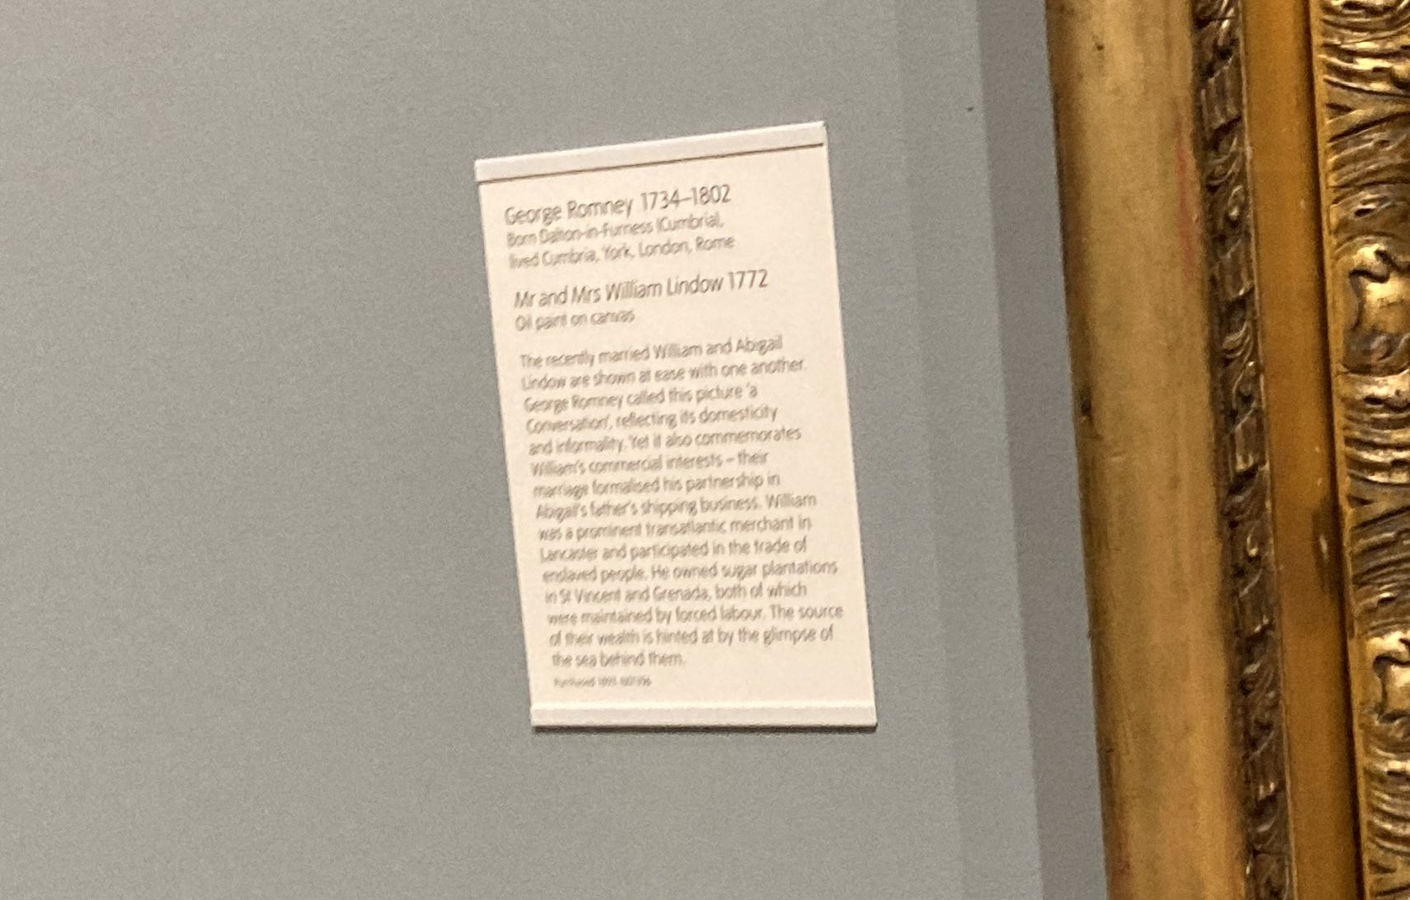 George Romney 1734–1802
Born Dalton-in-Furness (Cumbria),
lived Cumbria, York, London, Rome
Mr and Mrs William Lindow 1772
Oil paint on canvas
The recently married William and Abigail
Lindow are shown at ease with one another.
George Romney called this picture ‘a
Conversation’, reflecting its domesticity
and informality. Yet it also commemorates
William’s commercial interests – their
marriage formalised his partnership in
Abigail’s father’s shipping business. William
was a prominent transatlantic merchant in
Lancaster and participated in the trade of
enslaved people. He owned sugar plantations
in St Vincent and Grenada, both of which
were maintained by forced labour. The source
of their wealth is hinted at by the glimpse of
the sea behind them.
Purchased